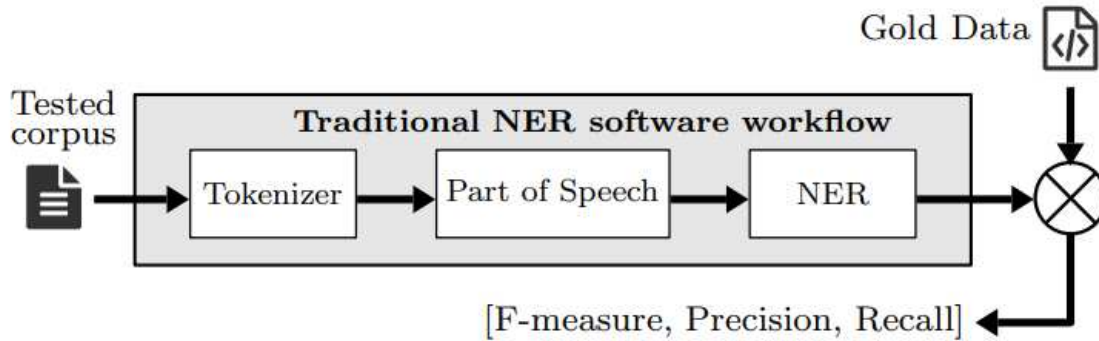 Gold Data
</>
Tested
corpus
Traditional NER software workflow
Tokenizer
Part of Speech
NER
[F-measure, Precision, Recall]